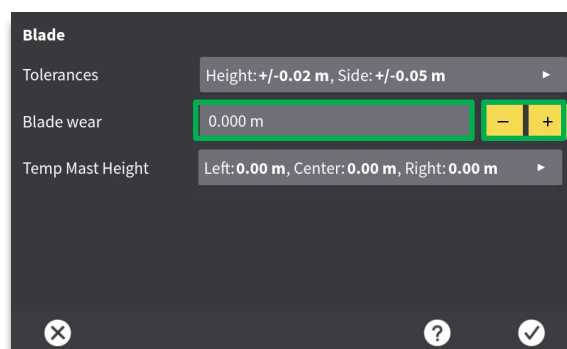 Blade
Tolerances Height: +/-0.02 m, Side: +/-0.05 m ►
Blade wear 0.000 m − +
Temp Mast Height Left: 0.00 m, Center: 0.00 m, Right: 0.00 m ►
?